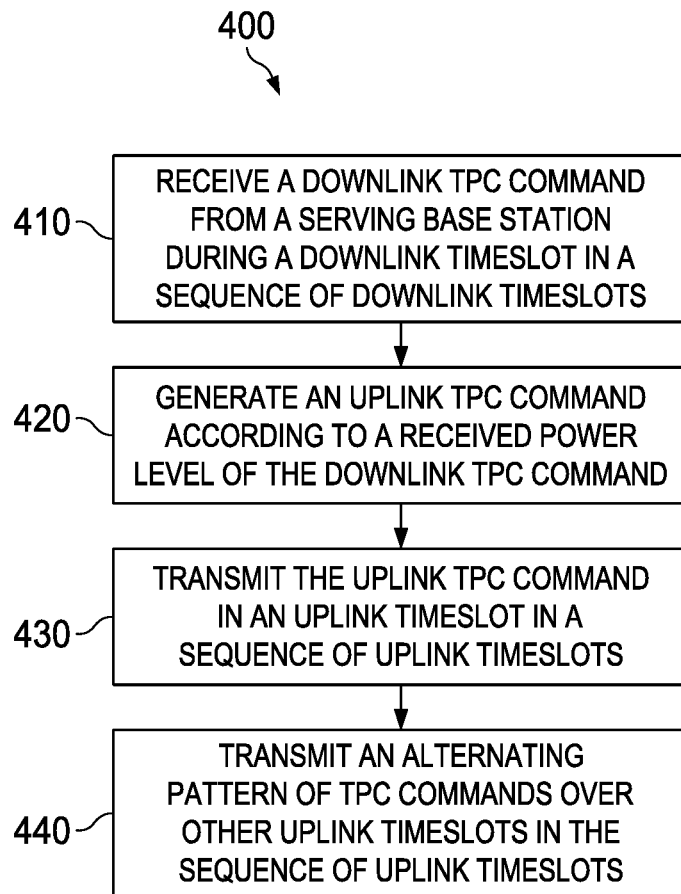 400
410
RECEIVE A DOWNLINK TPC COMMAND
FROM A SERVING BASE STATION
DURING A DOWNLINK TIMESLOT IN A
SEQUENCE OF DOWNLINK TIMESLOTS
420
GENERATE AN UPLINK TPC COMMAND
ACCORDING TO A RECEIVED POWER
LEVEL OF THE DOWNLINK TPC COMMAND
430
TRANSMIT THE UPLINK TPC COMMAND
IN AN UPLINK TIMESLOT IN A
SEQUENCE OF UPLINK TIMESLOTS
440
TRANSMIT AN ALTERNATING
PATTERN OF TPC COMMANDS OVER
OTHER UPLINK TIMESLOTS IN THE
SEQUENCE OF UPLINK TIMESLOTS